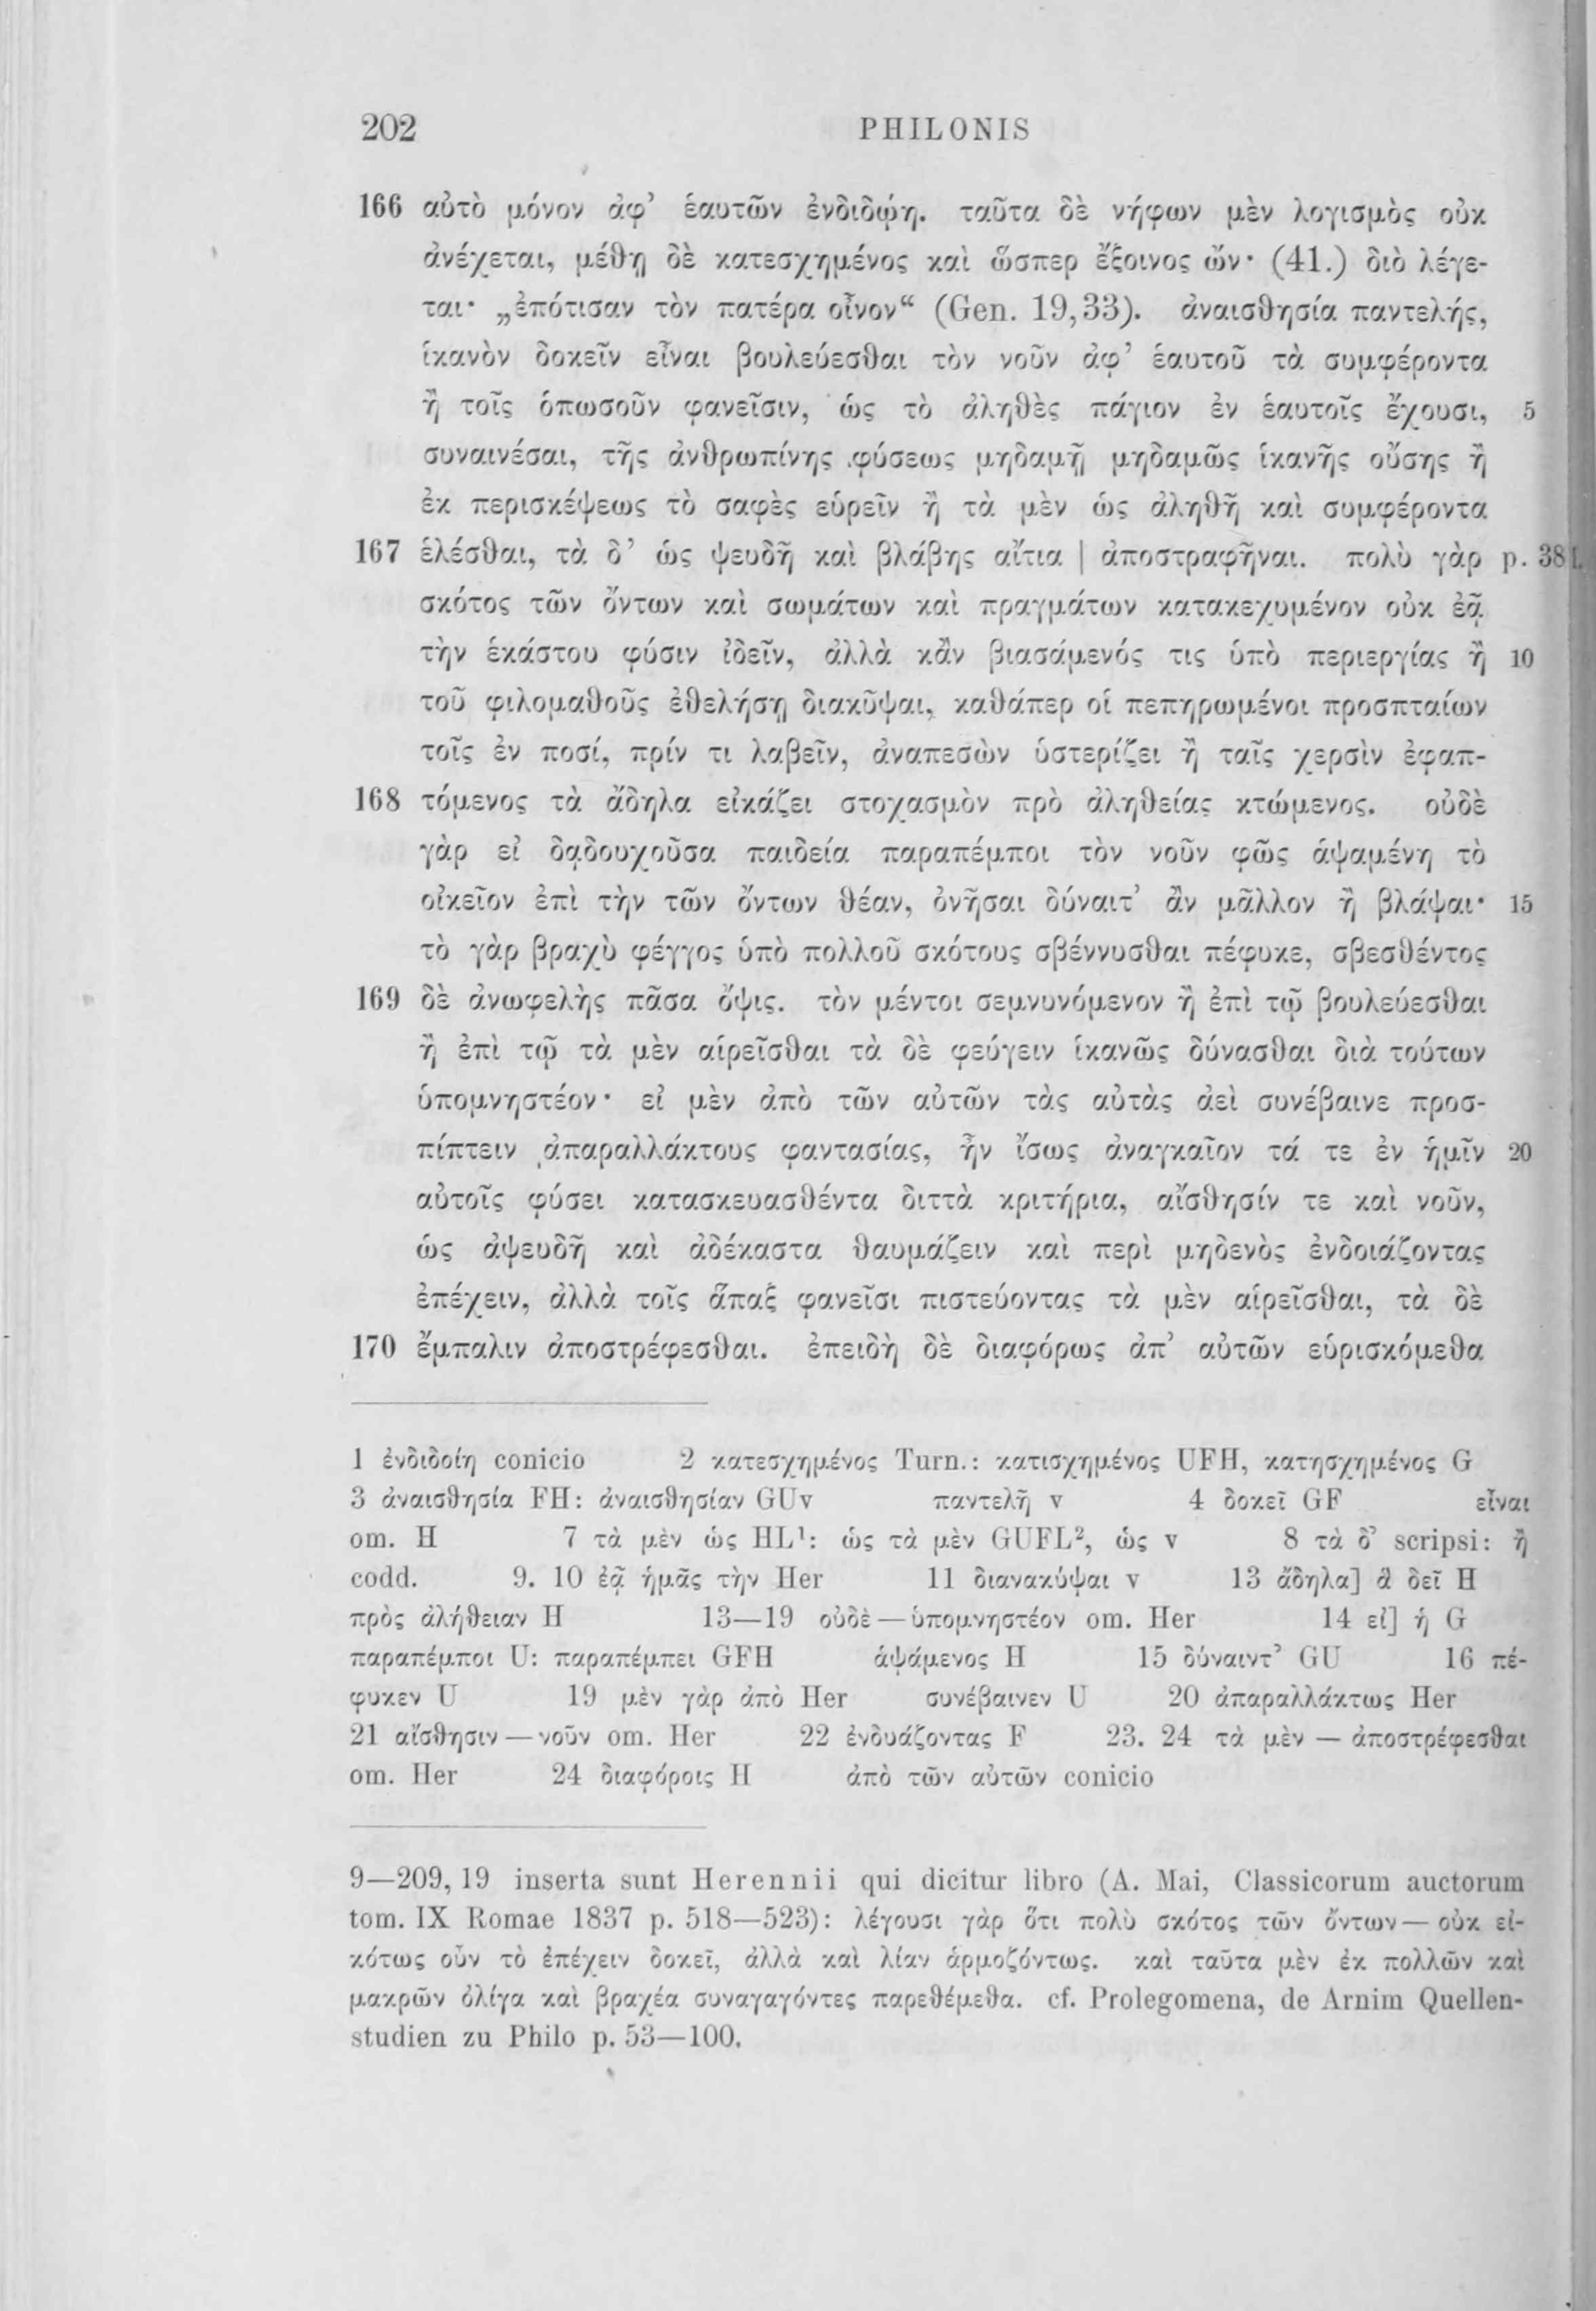 202 PHILONIS
166 αὐτὸ μόνον ἀφ’ ἑαυτῶν ἐνδιδῴη. ταῦτα δὲ νήφων μὲν λογισμὸς οὐκ
ἀνέχεται, μέθῃ δὲ κατεσχημένος καὶ ὥσπερ ἔξοινος ὤν· (41.) διὸ λέγε-
ται· „ἐπότισαν τὸν πατέρα οἶνον“ (Gen. 19,33). ἀναισθησία παντελής,
ἱκανὸν δοκεῖν εἶναι βουλεύεσθαι τὸν νοῦν ἀφ’ ἑαυτοῦ τὰ συμφέροντα
ἢ τοῖς ὁπωσοῦν φανεῖσιν, ὡς τὸ ἀληθὲς πάγιον ἐν ἑαυτοῖς ἔχουσι, 5
συναινέσαι, τῆς ἀνθρωπίνης φύσεως μηδαμῇ μηδαμῶς ἱκανῆς οὔσης ἢ
ἐκ περισκέψεως τὸ σαφὲς εὑρεῖν ἢ τὰ μὲν ὡς ἀληθῆ καὶ συμφέροντα
167 ἑλέσθαι, τὰ δ’ ὡς ψευδῆ καὶ βλάβης αἴτια | ἀποστραφῆναι. πολὺ γὰρ p. 38
σκότος τῶν ὄντων καὶ σωμάτων καὶ πραγμάτων κατακεχυμένον οὐκ ἐᾷ
τὴν ἑκάστου φύσιν ἰδεῖν, ἀλλὰ κἂν βιασάμενός τις ὑπὸ περιεργίας ἢ 10
τοῦ φιλομαθοῦς ἐθελήσῃ διακῦψαι, καθάπερ οἱ πεπηρωμένοι προσπταίων
τοῖς ἐν ποσί, πρίν τι λαβεῖν, ἀναπεσὼν ὑστερίζει ἢ ταῖς χερσὶν ἐφαπ-
168 τόμενος τὰ ἄδηλα εἰκάζει στοχασμὸν πρὸ ἀληθείας κτώμενος. οὐδὲ
γὰρ εἰ δᾳδουχοῦσα παιδεία παραπέμποι τὸν νοῦν φῶς ἁψαμένη τὸ
οἰκεῖον ἐπὶ τὴν τῶν ὄντων θέαν, ὀνῆσαι δύναιτ’ ἂν μᾶλλον ἢ βλάψαι· 15
τὸ γὰρ βραχὺ φέγγος ὑπὸ πολλοῦ σκότους σβέννυσθαι πέφυκε, σβεσθέντος
169 δὲ ἀνωφελὴς πᾶσα ὄψις. τὸν μέντοι σεμνυνόμενον ἢ ἐπὶ τῷ βουλεύεσθαι
ἢ ἐπὶ τῷ τὰ μὲν αἱρεῖσθαι τὰ δὲ φεύγειν ἱκανῶς δύνασθαι διὰ τούτων
ὑπομνηστέον· εἰ μὲν ἀπὸ τῶν αὐτῶν τὰς αὐτὰς ἀεὶ συνέβαινε προσ-
πίπτειν ἀπαραλλάκτους φαντασίας, ἦν ἴσως ἀναγκαῖον τά τε ἐν ἡμῖν 20
αὐτοῖς φύσει κατασκευασθέντα διττὰ κριτήρια, αἴσθησίν τε καὶ νοῦν,
ὡς ἀψευδῆ καὶ ἀδέκαστα θαυμάζειν καὶ περὶ μηδενὸς ἐνδοιάζοντας
ἐπέχειν, ἀλλὰ τοῖς ἅπαξ φανεῖσι πιστεύοντας τὰ μὲν αἱρεῖσθαι, τὰ δὲ
170 ἔμπαλιν ἀποστρέφεσθαι. ἐπειδὴ δὲ διαφόρως ἀπ’ αὐτῶν εὑρισκόμεθα
1 ἐνδιδοίη conicio 2 κατεσχημένος Turn.: κατισχημένος UFH, κατησχημένος G
3 ἀναισθησία FH: ἀναισθησίαν GUv παντελῆ v 4 δοκεῖ GF εἶναι
om. H 7 τὰ μὲν ὡς HL¹: ὡς τὰ μὲν GUFL², ὡς v 8 τὰ δ’ scripsi: ἢ
codd. 9. 10 ἐᾷ ἡμᾶς τὴν Her 11 διανακύψαι v 13 ἄδηλα] ἃ δεῖ H
πρὸς ἀλήθειαν H 13—19 οὐδὲ — ὑπομνηστέον om. Her 14 εἰ] ἡ G
παραπέμποι U: παραπέμπει GFH ἁψάμενος H 15 δύναιντ’ GU 16 πέ-
φυκεν U 19 μὲν γὰρ ἀπὸ Her συνέβαινεν U 20 ἀπαραλλάκτως Her
21 αἴσθησιν — νοῦν om. Her 22 ἐνδυάζοντας F 23. 24 τὰ μὲν — ἀποστρέφεσθαι
om. Her 24 διαφόροις H ἀπὸ τῶν αὐτῶν conicio
9—209, 19 inserta sunt Herennii qui dicitur libro (A. Mai, Classicorum auctorum
tom. IX Romae 1837 p. 518—523): λέγουσι γὰρ ὅτι πολὺ σκότος τῶν ὄντων — οὐκ εἰ-
κότως οὖν τὸ ἐπέχειν δοκεῖ, ἀλλὰ καὶ λίαν ἁρμοζόντως. καὶ ταῦτα μὲν ἐκ πολλῶν καὶ
μακρῶν ὀλίγα καὶ βραχέα συναγαγόντες παρεθέμεθα. cf. Prolegomena, de Arnim Quellen-
studien zu Philo p. 53—100.